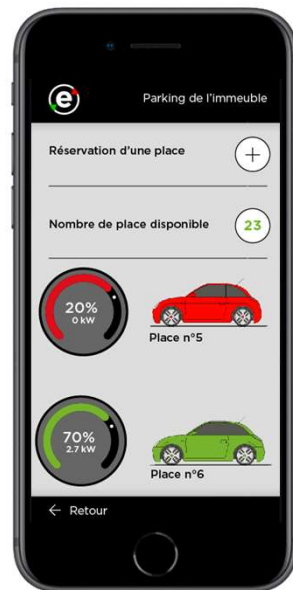 e
Parking de l'immeuble
Réservation d'une place
+
Nombre de place disponible
23
20%
0 kW
Place n°5
70%
2.7 kW
Place n°6
← Retour